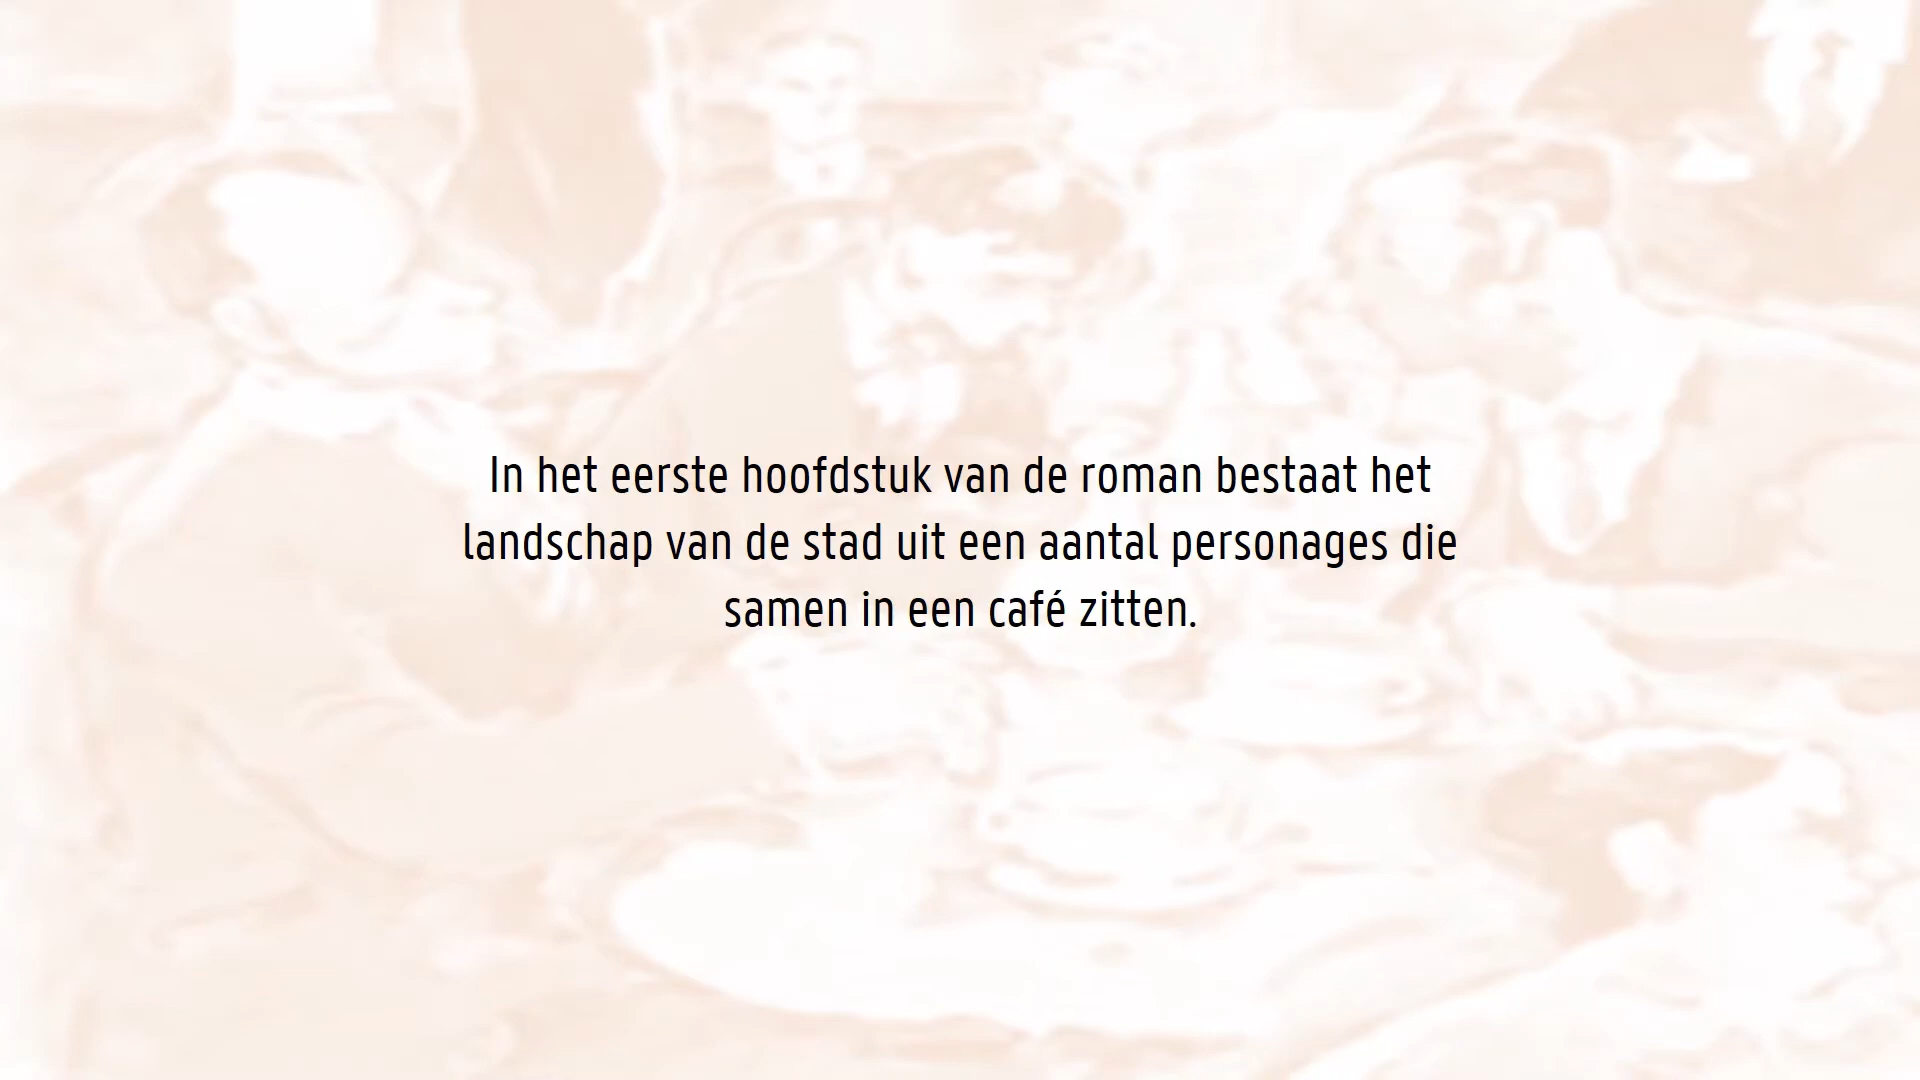 In het eerste hoofdstuk van de roman bestaat het
landschap van de stad uit een aantal personages die
samen in een café zitten.